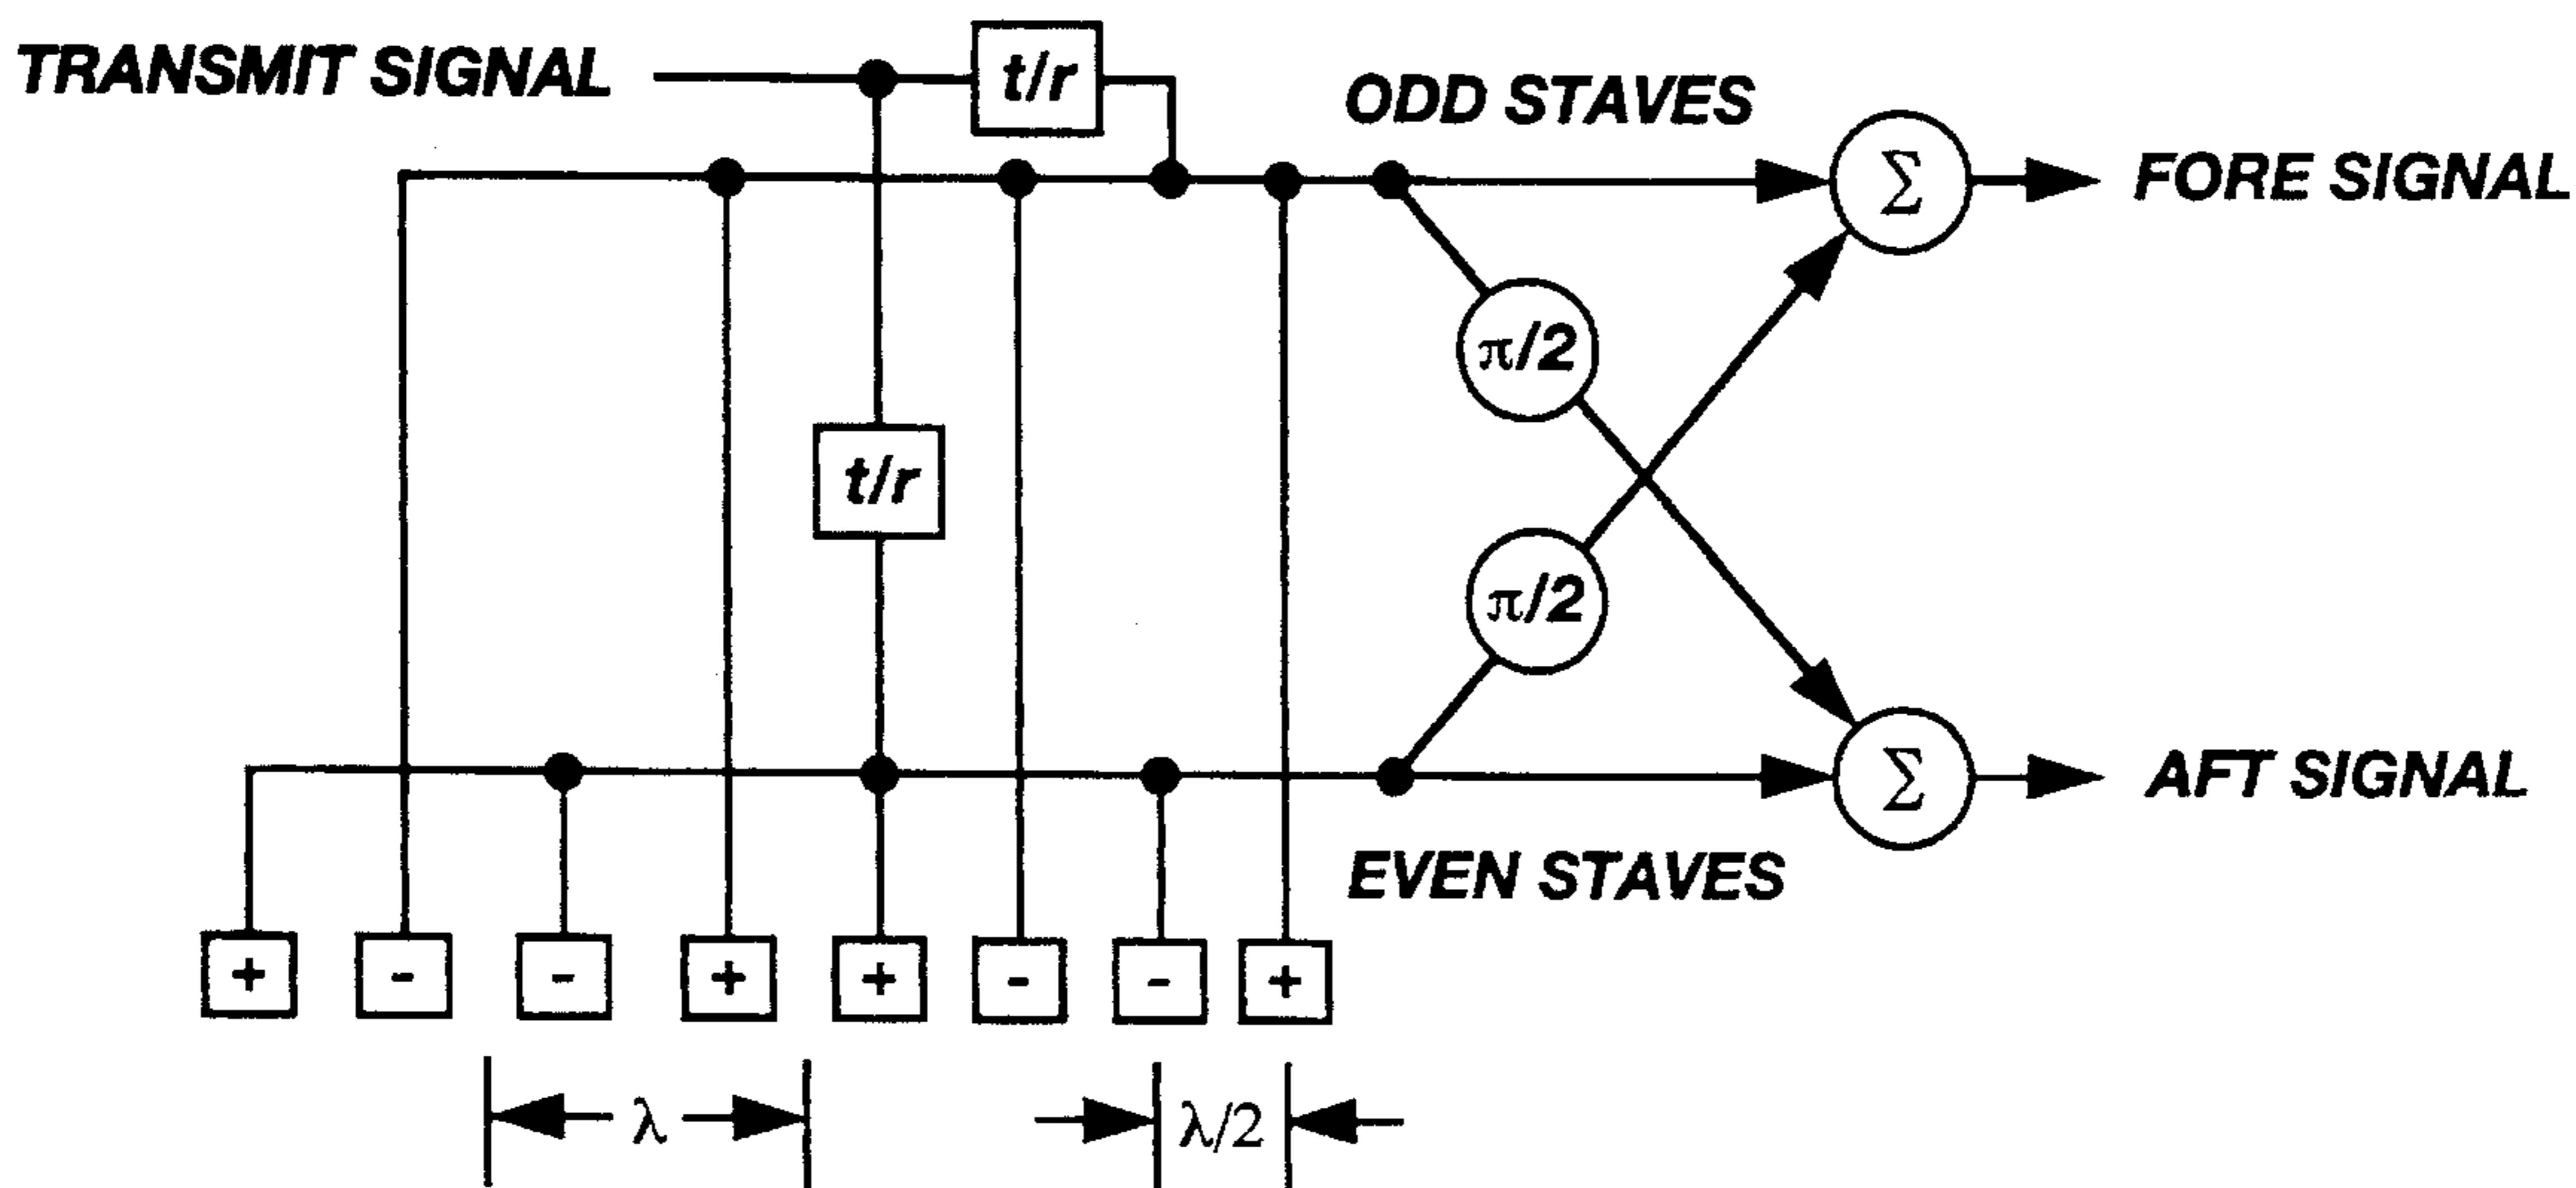 TRANSMIT SIGNAL
t/r
ODD STAVES
Σ
FORE SIGNAL
π/2
t/r
π/2
Σ
AFT SIGNAL
EVEN STAVES
+ - - + + - - +
λ
λ/2